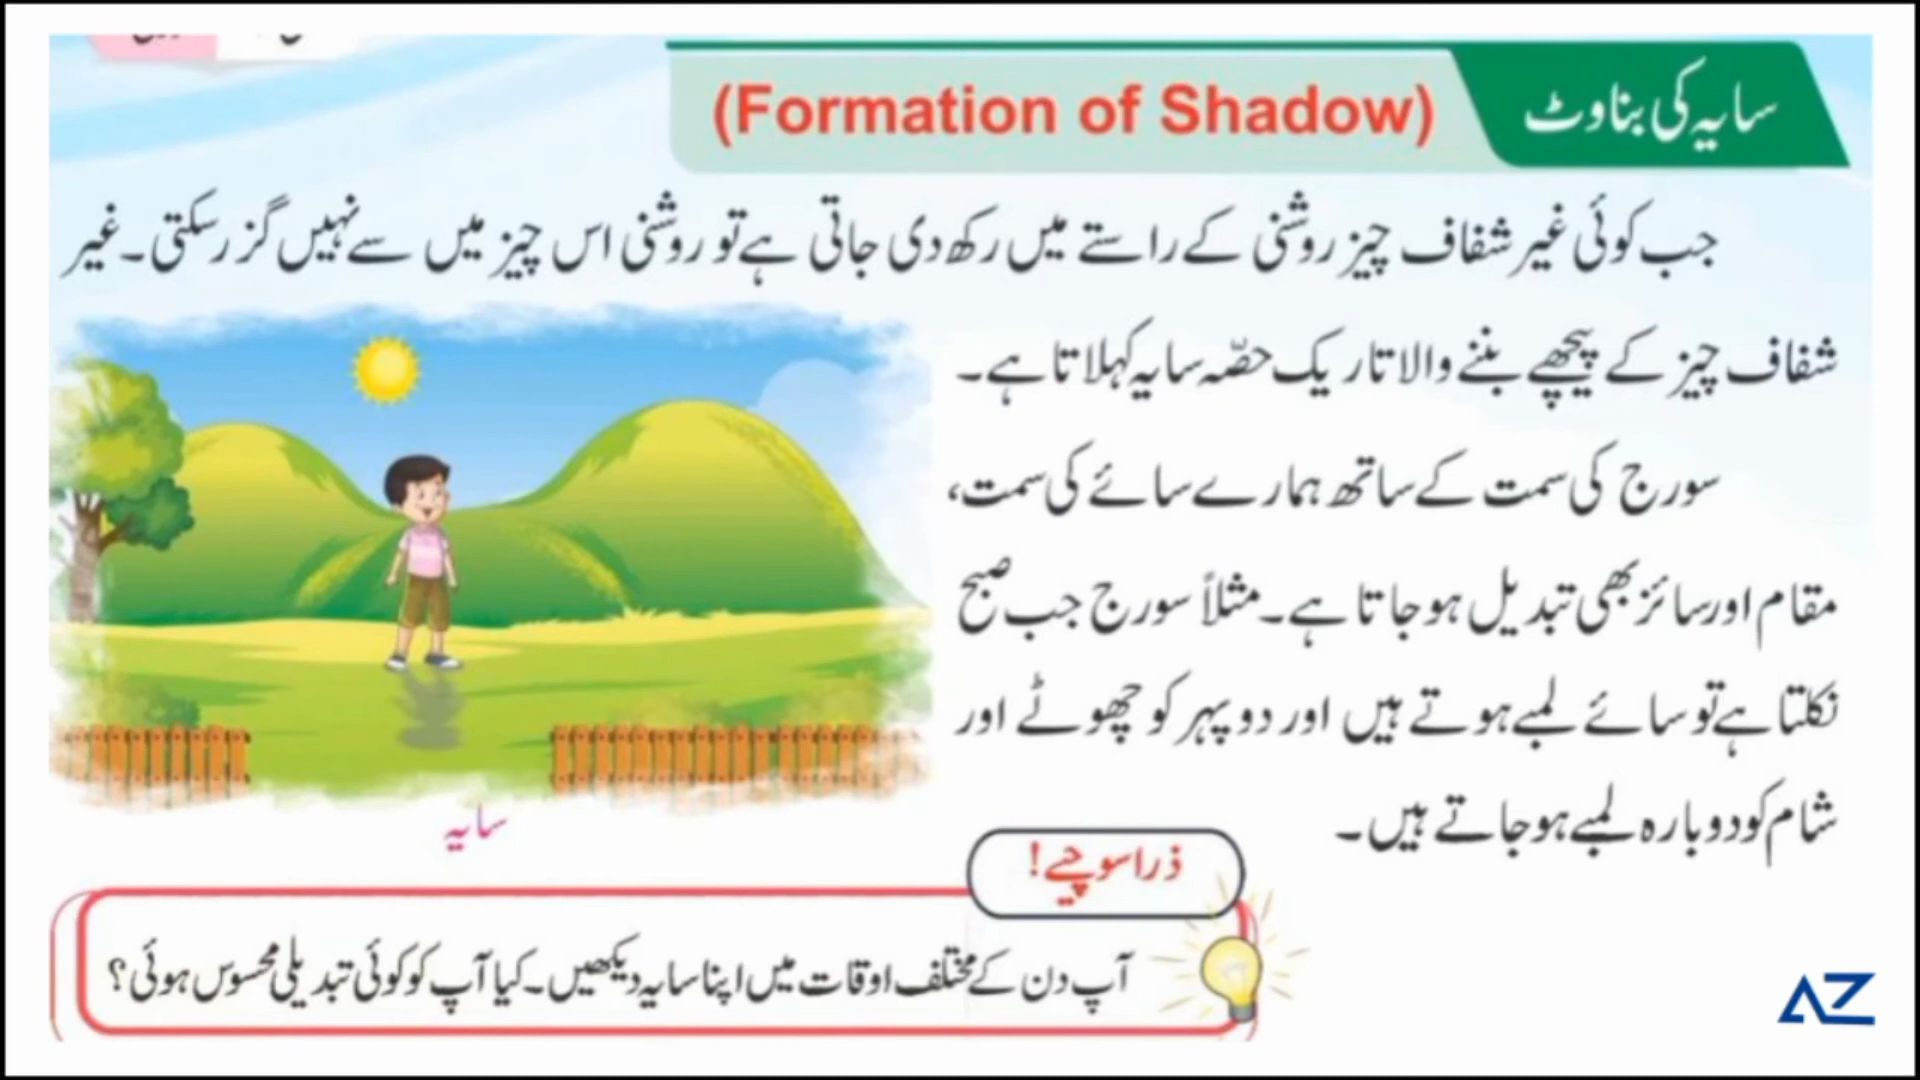 سایہ کی بناوٹ (Formation of Shadow)
جب کوئی غیر شفاف چیز روشنی کے راستے میں رکھ دی جاتی ہے تو روشنی اس چیز میں سے نہیں گزر سکتی۔ غیر
شفاف چیز کے پیچھے بننے والا تاریک حصّہ سایہ کہلاتا ہے۔
سورج کی سمت کے ساتھ ہمارے سائے کی سمت،
مقام اور سائز بھی تبدیل ہو جاتا ہے۔ مثلاً سورج جب صبح
نکلتا ہے تو سائے لمبے ہوتے ہیں اور دوپہر کو چھوٹے اور
شام کو دوبارہ لمبے ہو جاتے ہیں۔
سایہ
ذرا سوچیے!
آپ دن کے مختلف اوقات میں اپنا سایہ دیکھیں۔ کیا آپ کو کوئی تبدیلی محسوس ہوئی؟
AZ